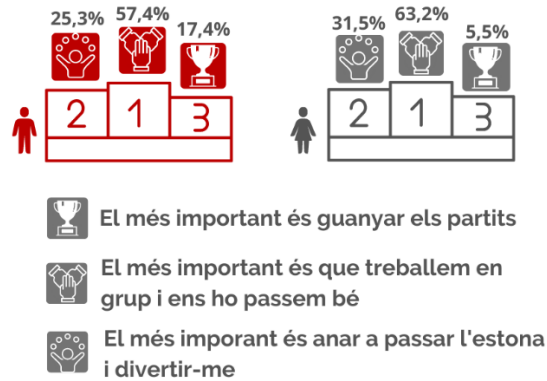 25,3% 57,4% 17,4%
2 1 3
31,5% 63,2% 5,5%
2 1 3
El més important és guanyar els partits
El més important és que treballem en
grup i ens ho passem bé
El més imporant és anar a passar l'estona
i divertir-me